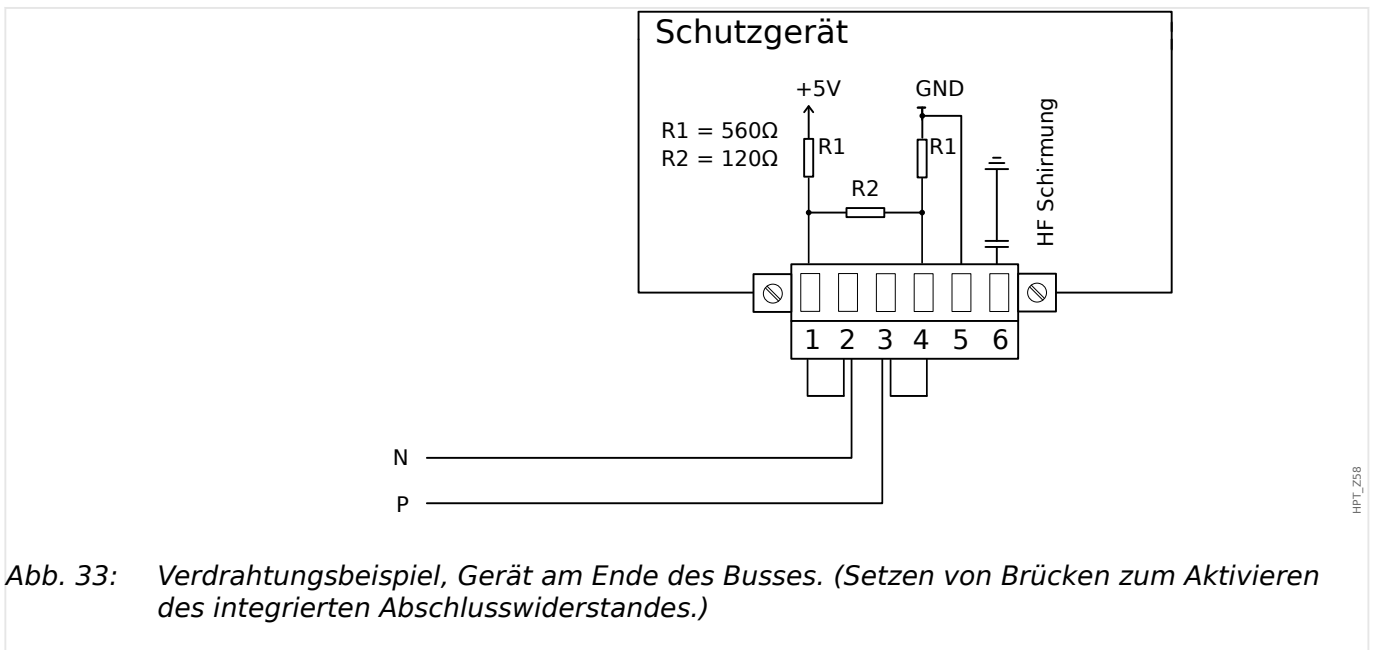 Schutzgerät
+5V
GND
R1 = 560Ω
R2 = 120Ω
R1
R1
R2
HF Schirmung
1 2 3 4 5 6
N
P
HPT_Z58
Abb. 33: Verdrahtungsbeispiel, Gerät am Ende des Busses. (Setzen von Brücken zum Aktivieren
des integrierten Abschlusswiderstandes.)